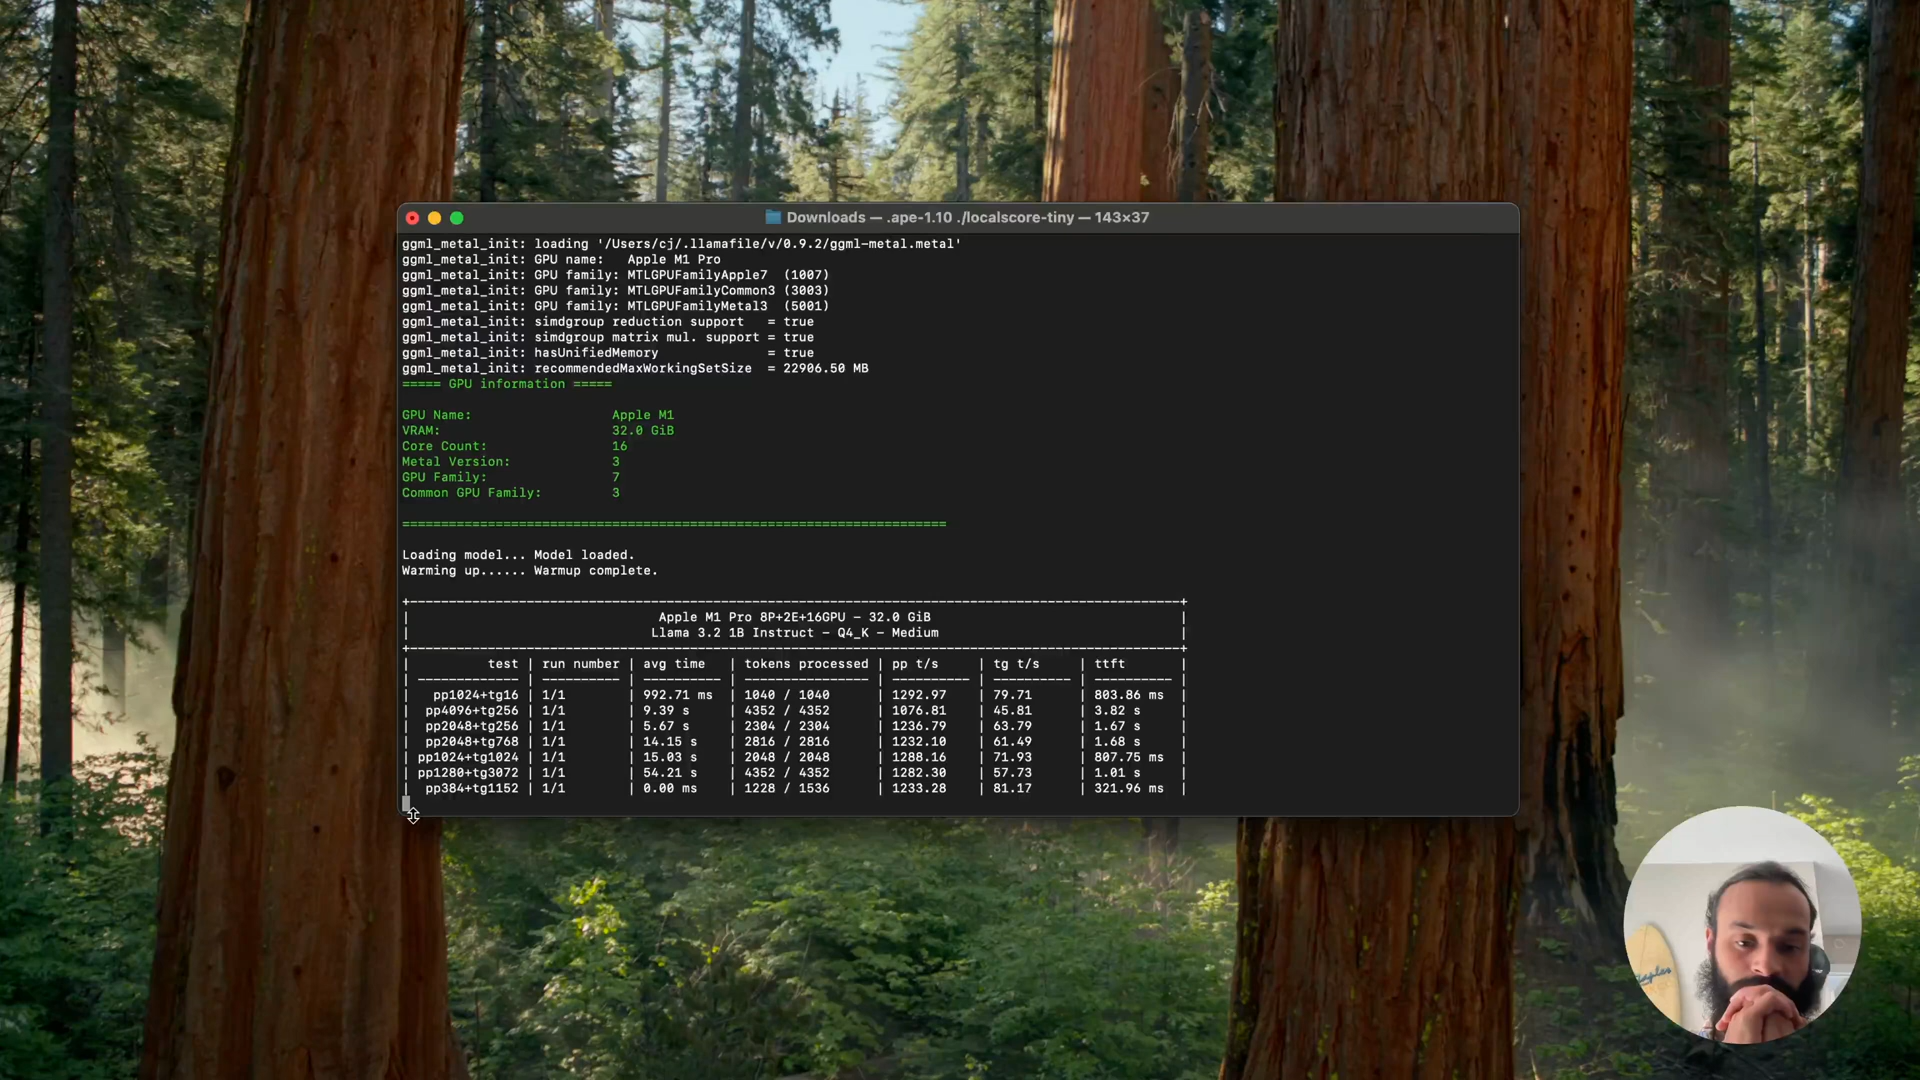 Downloads — .ape-1.10 ./localscore-tiny — 143×37
ggml_metal_init: loading '/Users/cj/.llamafile/v/0.9.2/ggml-metal.metal'
ggml_metal_init: GPU name:   Apple M1 Pro
ggml_metal_init: GPU family: MTLGPUFamilyApple7  (1007)
ggml_metal_init: GPU family: MTLGPUFamilyCommon3 (3003)
ggml_metal_init: GPU family: MTLGPUFamilyMetal3  (5001)
ggml_metal_init: simdgroup reduction support   = true
ggml_metal_init: simdgroup matrix mul. support = true
ggml_metal_init: hasUnifiedMemory              = true
ggml_metal_init: recommendedMaxWorkingSetSize  = 22906.50 MB
===== GPU information =====
GPU Name:                  Apple M1
VRAM:                      32.0 GiB
Core Count:                16
Metal Version:             3
GPU Family:                7
Common GPU Family:         3
======================================================================
Loading model... Model loaded.
Warming up...... Warmup complete.
Apple M1 Pro 8P+2E+16GPU – 32.0 GiB
Llama 3.2 1B Instruct – Q4_K – Medium
| test | run number | avg time | tokens processed | pp t/s | tg t/s | ttft |
| pp1024+tg16 | 1/1 | 992.71 ms | 1040 / 1040 | 1292.97 | 79.71 | 803.86 ms |
| pp4096+tg256 | 1/1 | 9.39 s | 4352 / 4352 | 1076.81 | 45.81 | 3.82 s |
| pp2048+tg256 | 1/1 | 5.67 s | 2304 / 2304 | 1236.79 | 63.79 | 1.67 s |
| pp2048+tg768 | 1/1 | 14.15 s | 2816 / 2816 | 1232.10 | 61.49 | 1.68 s |
| pp1024+tg1024 | 1/1 | 15.03 s | 2048 / 2048 | 1288.16 | 71.93 | 807.75 ms |
| pp1280+tg3072 | 1/1 | 54.21 s | 4352 / 4352 | 1282.30 | 57.73 | 1.01 s |
| pp384+tg1152 | 1/1 | 0.00 ms | 1228 / 1536 | 1233.28 | 81.17 | 321.96 ms |